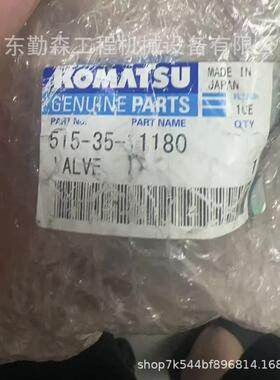 东勤森工程机械设备有限公
KOMATSU
GENUINE PARTS
MADE IN
JAPAN
PART No.
PART NAME
QTY
VALVE
shop7k544bf896814.168